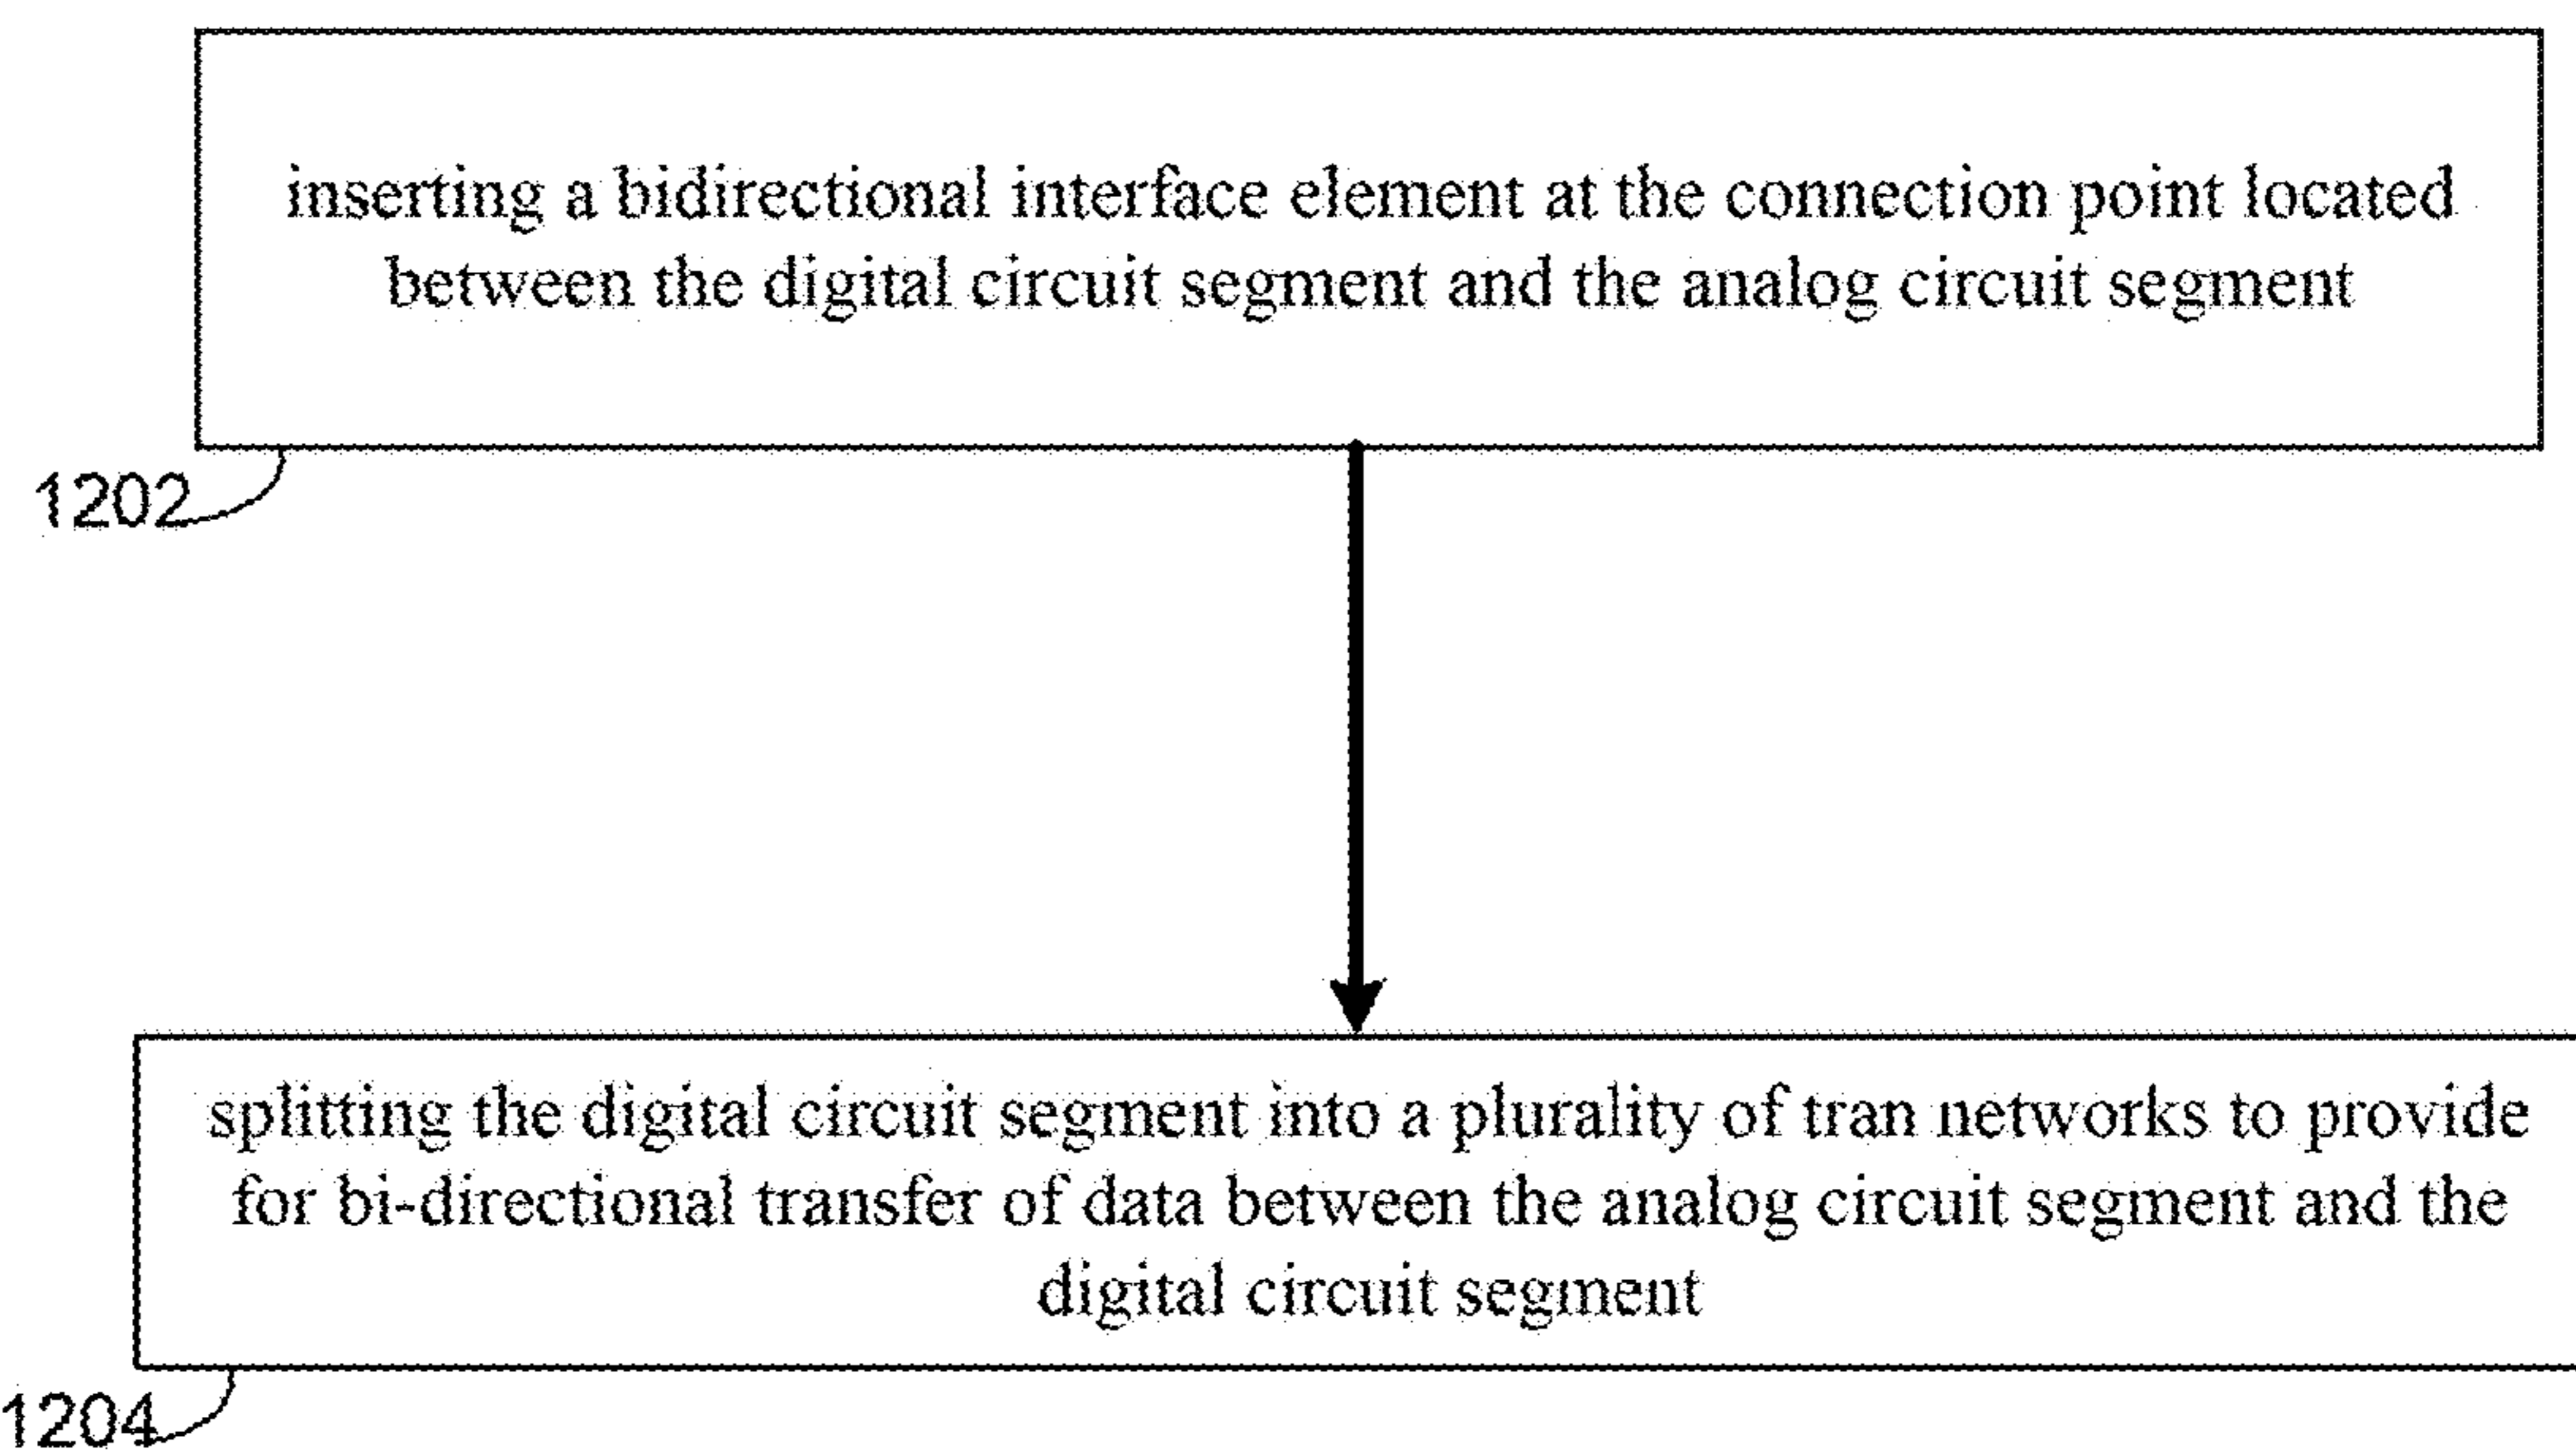 inserting a bidirectional interface element at the connection point located
between the digital circuit segment and the analog circuit segment
1202
splitting the digital circuit segment into a plurality of tran networks to provide
for bi-directional transfer of data between the analog circuit segment and the
digital circuit segment
1204